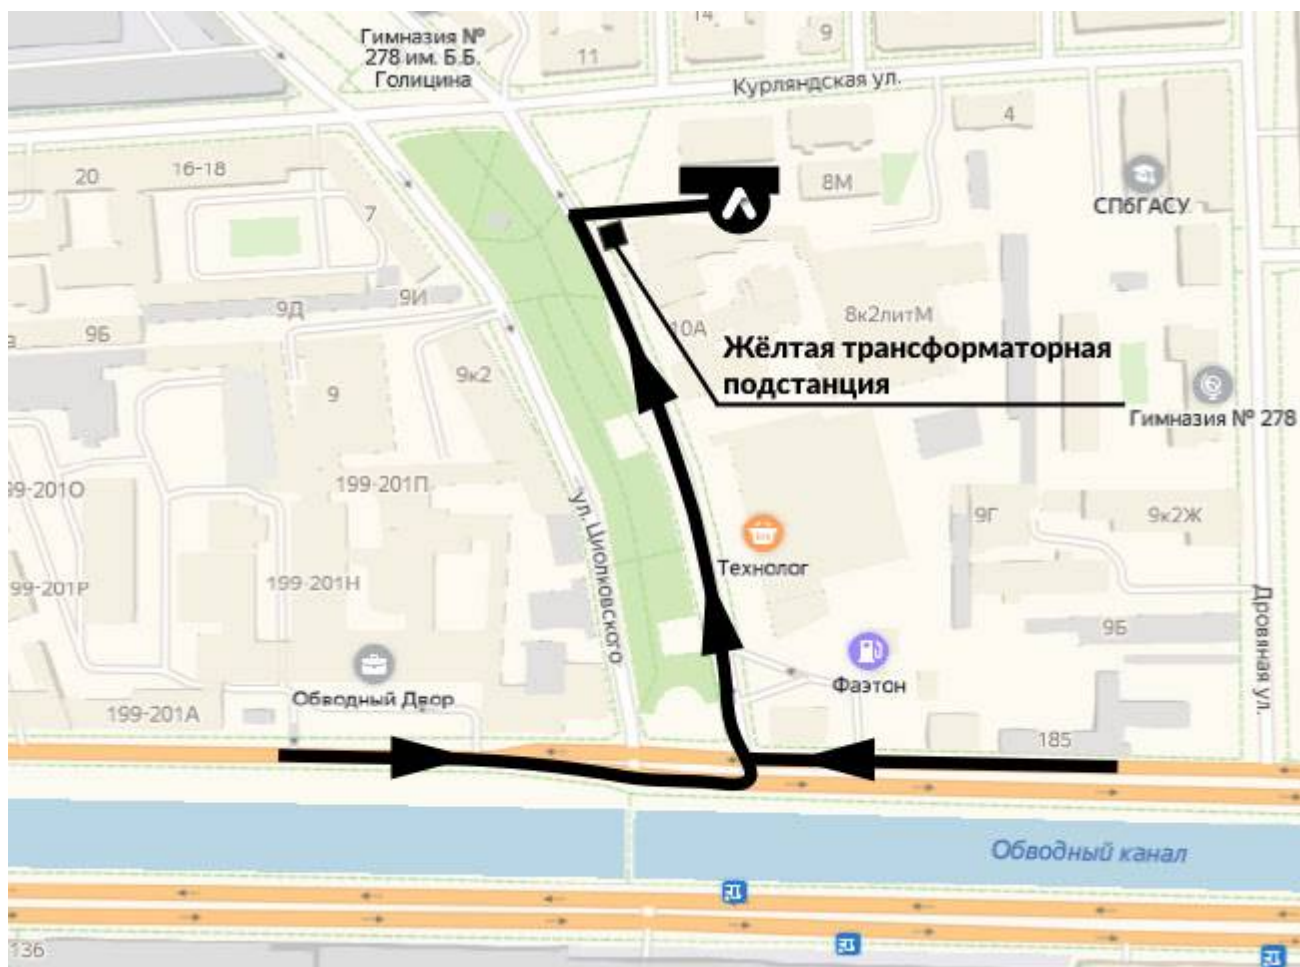 14
Гимназия №
278 им. Б.Б.
Голицина
11
9
Курляндская ул.
4
20
16-18
8М
СПбГАСУ
7
9И
9Д
9Б
8к2литМ
10А
Жёлтая трансформаторная
подстанция
9к2
9
Гимназия № 278
99-201О
199-201П
ул. Циолковского
9Г
9к2Ж
Технолог
99-201Р
199-201Н
Дровяная ул.
9Б
Фаэтон
Обводный Двор
199-201А
185
Обводный канал
136